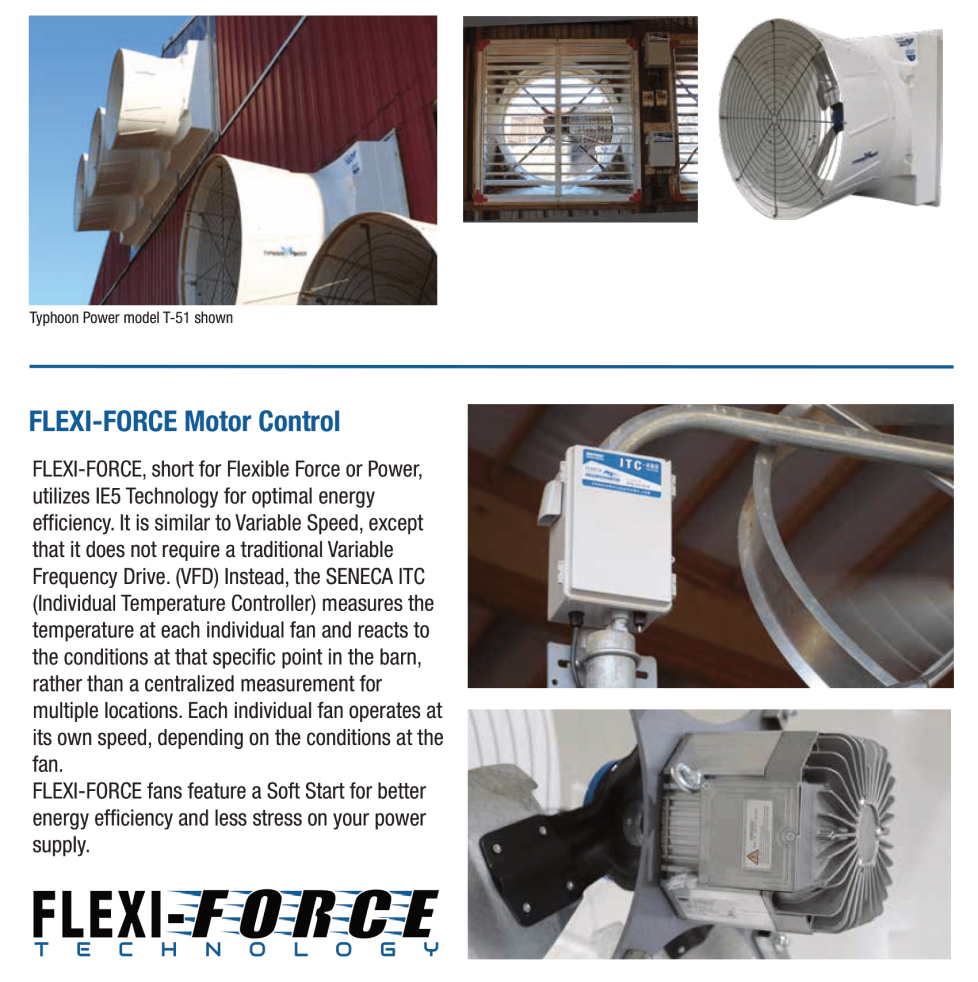 TYPHOON POWER
Typhoon Power model T-51 shown
FLEXI-FORCE Motor Control
FLEXI-FORCE, short for Flexible Force or Power,
utilizes IE5 Technology for optimal energy
efficiency. It is similar to Variable Speed, except
that it does not require a traditional Variable
Frequency Drive. (VFD) Instead, the SENECA ITC
(Individual Temperature Controller) measures the
temperature at each individual fan and reacts to
the conditions at that specific point in the barn,
rather than a centralized measurement for
multiple locations. Each individual fan operates at
its own speed, depending on the conditions at the
fan.
FLEXI-FORCE fans feature a Soft Start for better
energy efficiency and less stress on your power
supply.
ITC
FLEXI-FORCE
TECHNOLOGY